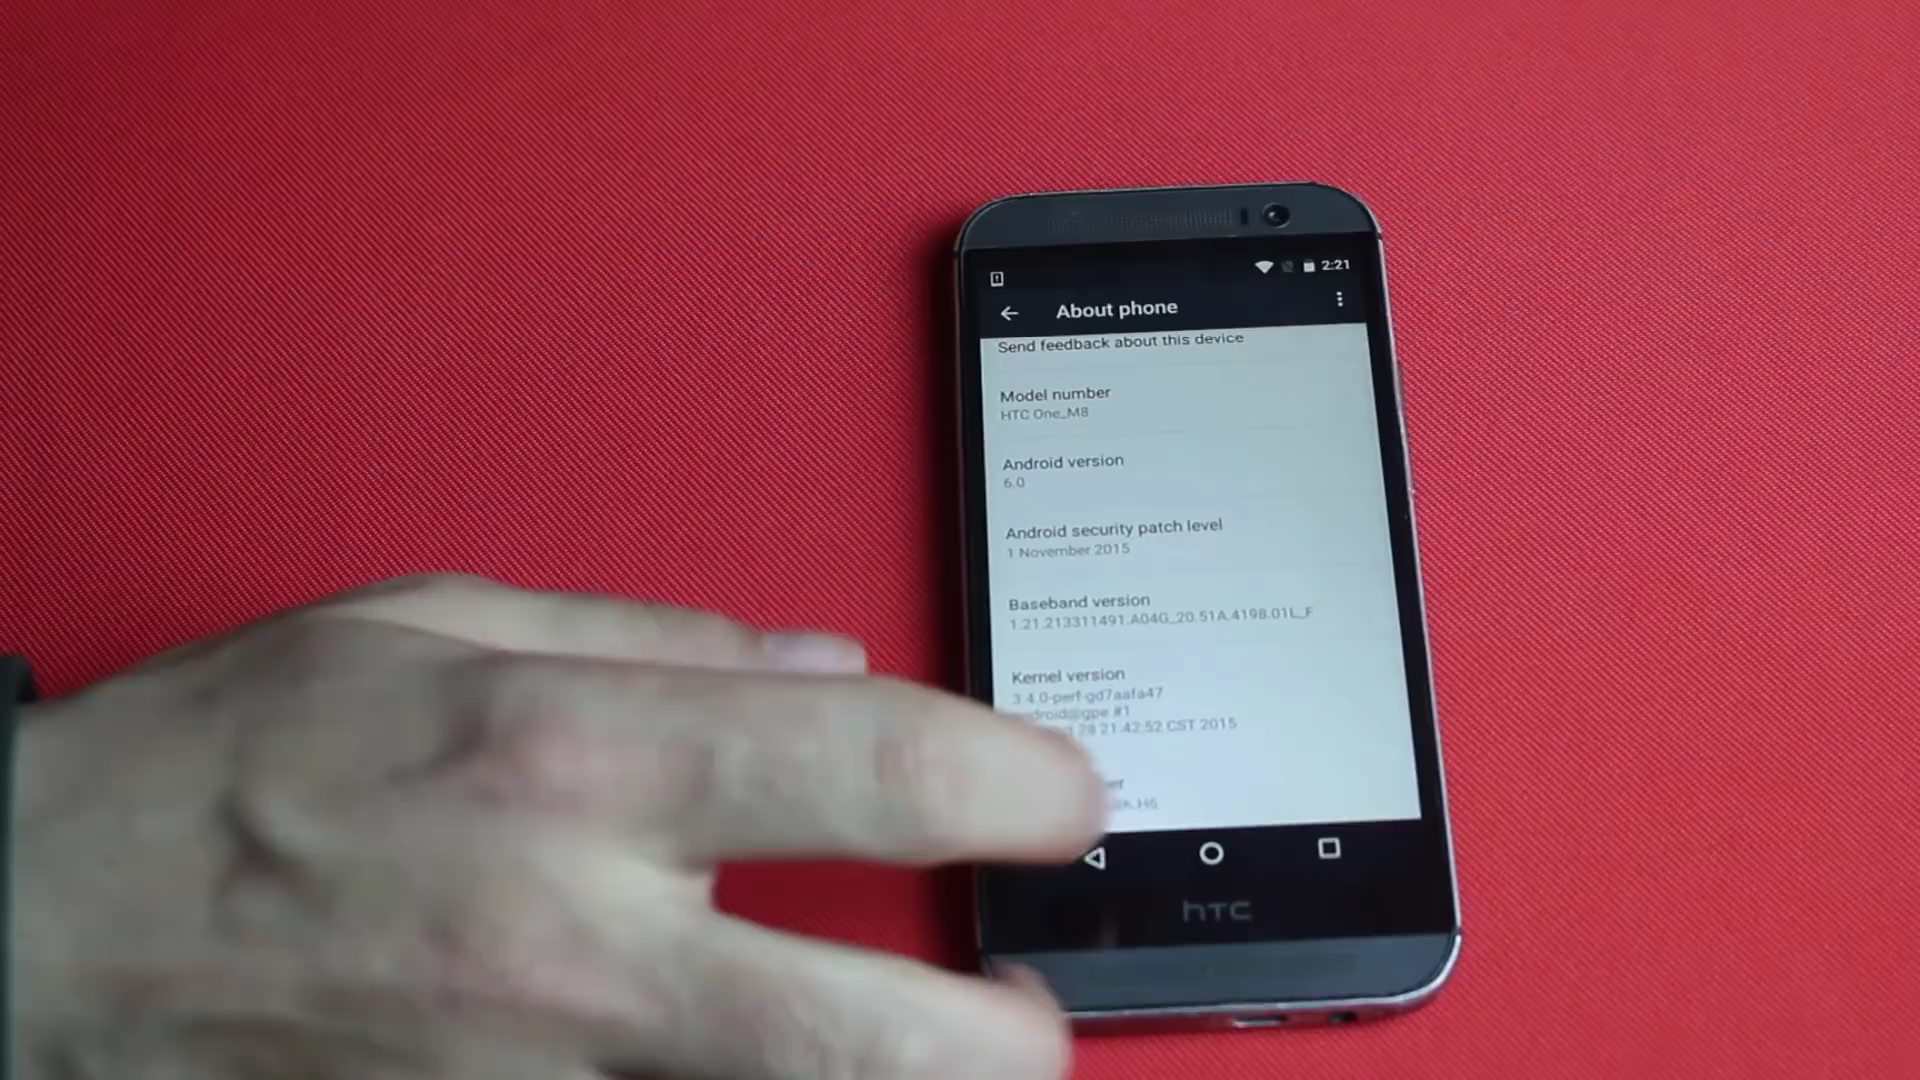 2:21
About phone
Send feedback about this device
Model number
HTC One_M8
Android version
6.0
Android security patch level
1 November 2015
Baseband version
1.21.213311491.A04G_20.51A.4198.01L_F
Kernel version
3.4.0-perf-gd7aafa47
#1
28 21:42:52 CST 2015
hTC